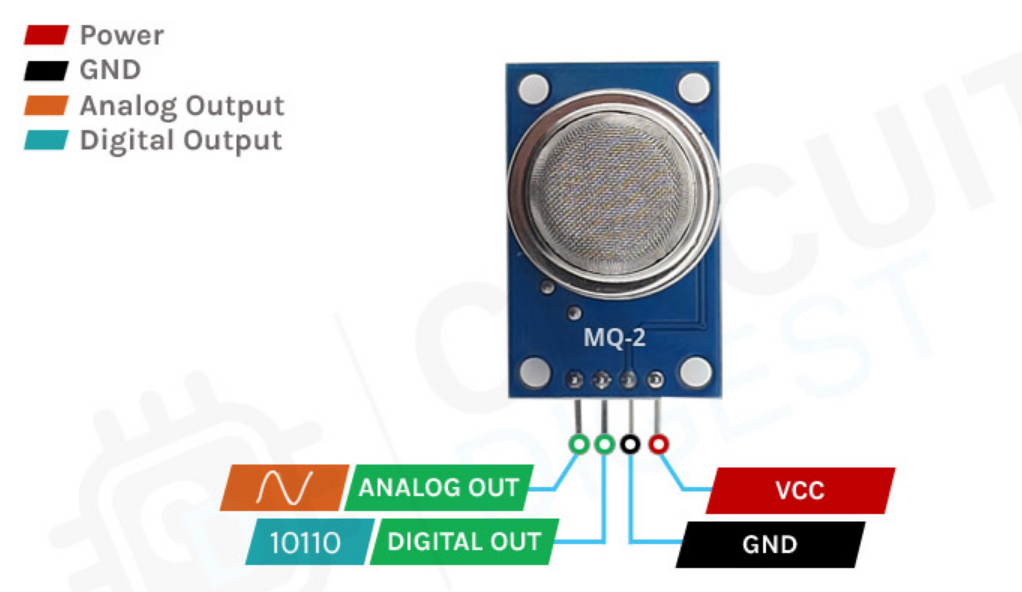 Power
GND
Analog Output
Digital Output
MQ-2
ANALOG OUT
VCC
10110
DIGITAL OUT
GND
CIRCUIT
DIGEST